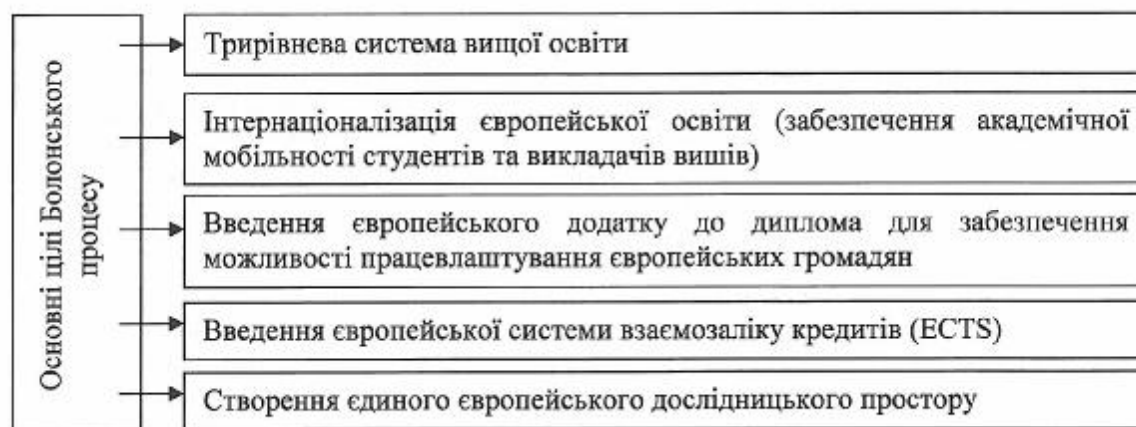 Основні цілі Болонського
процесу
Трирівнева система вищої освіти
Інтернаціоналізація європейської освіти (забезпечення академічної
мобільності студентів та викладачів вишів)
Введення європейського додатку до диплома для забезпечення
можливості працевлаштування європейських громадян
Введення європейської системи взаємозаліку кредитів (ECTS)
Створення єдиного європейського дослідницького простору